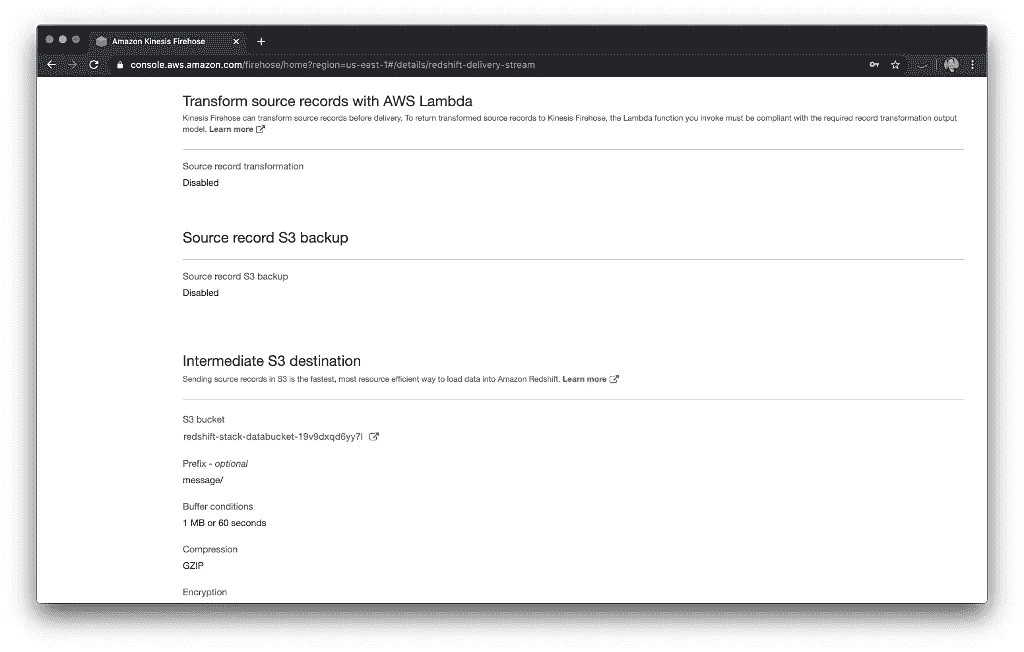 Amazon Kinesis Firehose
console.aws.amazon.com/firehose/home?region=us-east-1#/details/redshift-delivery-stream
Transform source records with AWS Lambda
Kinesis Firehose can transform source records before delivery. To return transformed source records to Kinesis Firehose, the Lambda function you invoke must be compliant with the required record transformation output
model. Learn more
Source record transformation
Disabled
Source record S3 backup
Source record S3 backup
Disabled
Intermediate S3 destination
Sending source records in S3 is the fastest, most resource efficient way to load data into Amazon Redshift. Learn more
S3 bucket
redshift-stack-databucket-19v9dxqd6yy7l
Prefix - optional
message/
Buffer conditions
1 MB or 60 seconds
Compression
GZIP
Encryption